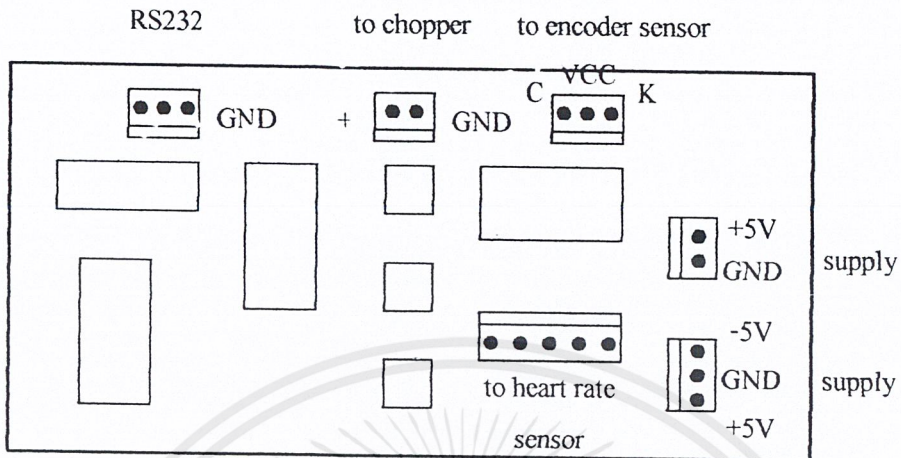 RS232 to chopper to encoder sensor
C VCC K
GND + GND
+5V
GND supply
-5V
GND supply
+5V
to heart rate
sensor